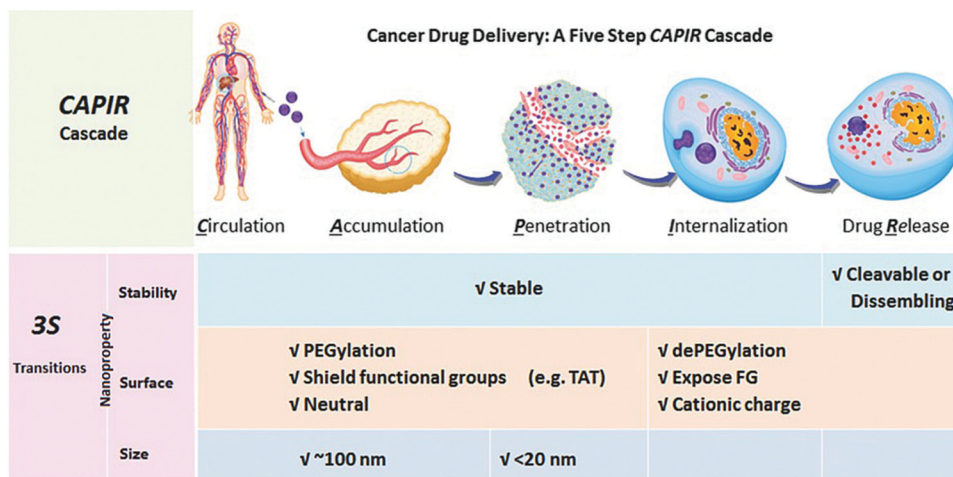 Cancer Drug Delivery: A Five Step CAPIR Cascade
CAPIR
Cascade
Circulation
Accumulation
Penetration
Internalization
Drug Release
3S
Transitions
Nanoproperty
Stability
√ Stable
√ Cleavable or
Dissembling
Surface
√ PEGylation
√ Shield functional groups (e.g. TAT)
√ Neutral
√ dePEGylation
√ Expose FG
√ Cationic charge
Size
√ ~100 nm
√ <20 nm